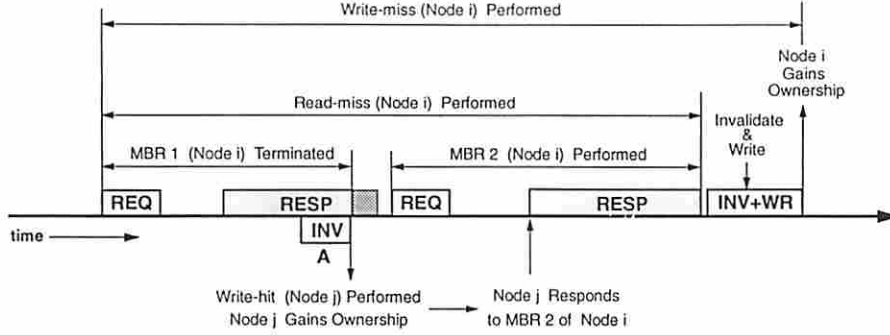 Write-miss (Node i) Performed
Node i
Gains
Ownership
Read-miss (Node i) Performed
Invalidate
&
Write
MBR 1 (Node i) Terminated
MBR 2 (Node i) Performed
REQ
RESP
REQ
RESP
INV+WR
INV
time
A
Write-hit (Node j) Performed
Node j Gains Ownership
Node j Responds
to MBR 2 of Node i